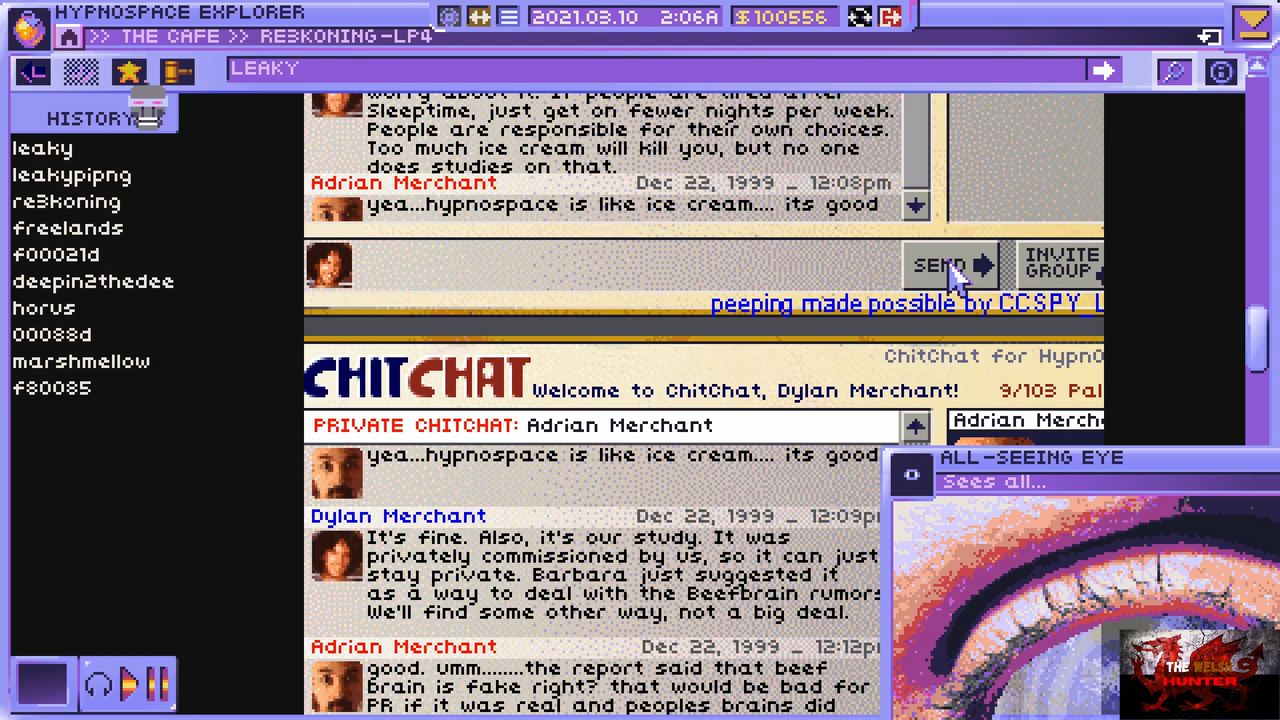 HYPNOSPACE EXPLORER
2021.03.10 2:06A
$100556
>> THE CAFE >> RE3KONING-LP4
LEAKY
HISTORY
leaky
leakypipng
re3koning
freelands
f00021d
deepin2thedee
horus
00088d
marshmellow
f80085
Sleeptime, just get on fewer nights per week.
People are responsible for their own choices.
Too much ice cream will kill you, but no one
does studies on that.
Adrian Merchant Dec 22, 1999 _ 12:08pm
yea...hypnospace is like ice cream.... its good
SEND
INVITE
GROUP
peeping made possible by CCSPY_L
CHITCHAT
ChitChat for Hypn0
Welcome to ChitChat, Dylan Merchant!
9/103 Pal
PRIVATE CHITCHAT: Adrian Merchant
Adrian Merch
yea...hypnospace is like ice cream.... its good
Dylan Merchant Dec 22, 1999 _ 12:09p
It's fine. Also, it's our study. It was
privately commissioned by us, so it can just
stay private. Barbara just suggested it
as a way to deal with the Beefbrain rumors
We'll find some other way, not a big deal.
Adrian Merchant Dec 22, 1999 _ 12:12p
good. umm.......the report said that beef
brain is fake right? that would be bad for
PR if it was real and peoples brains did
ALL-SEEING EYE
Sees all...
THE WELSH
HUNTER